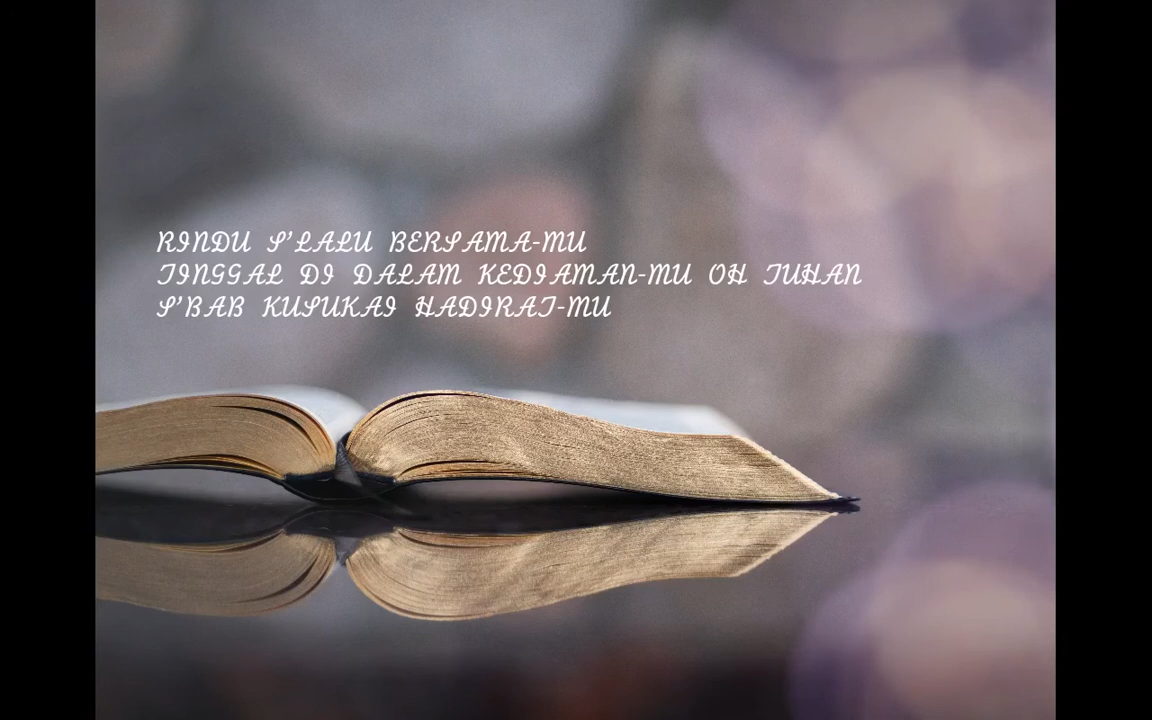 RINDU S'LALU BERSAMA-MU
TINGGAL DI DALAM KEDIAMAN-MU OH TUHAN
S'BAB KUSUKAI HADIRAT-MU